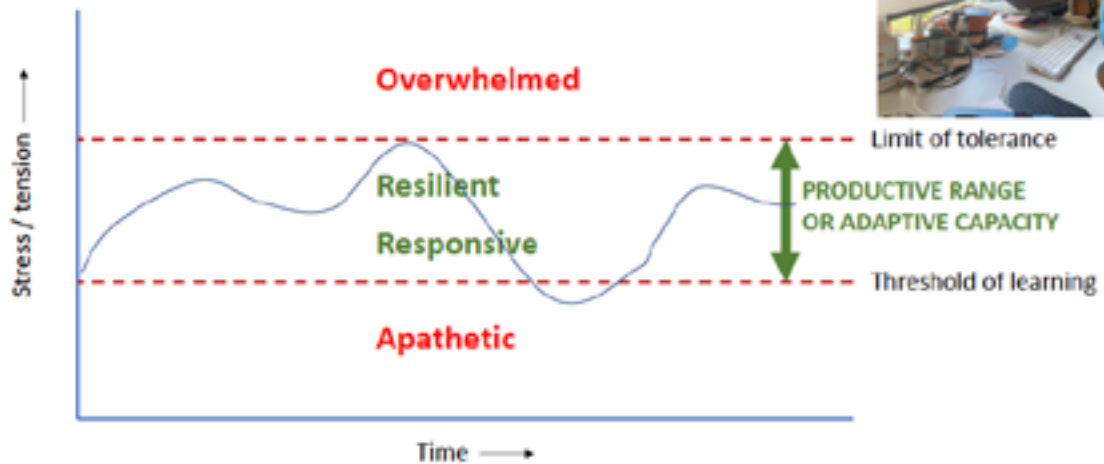 Overwhelmed
Limit of tolerance
Resilient
Responsive
PRODUCTIVE RANGE
OR ADAPTIVE CAPACITY
Threshold of learning
Apathetic
Stress / tension
Time